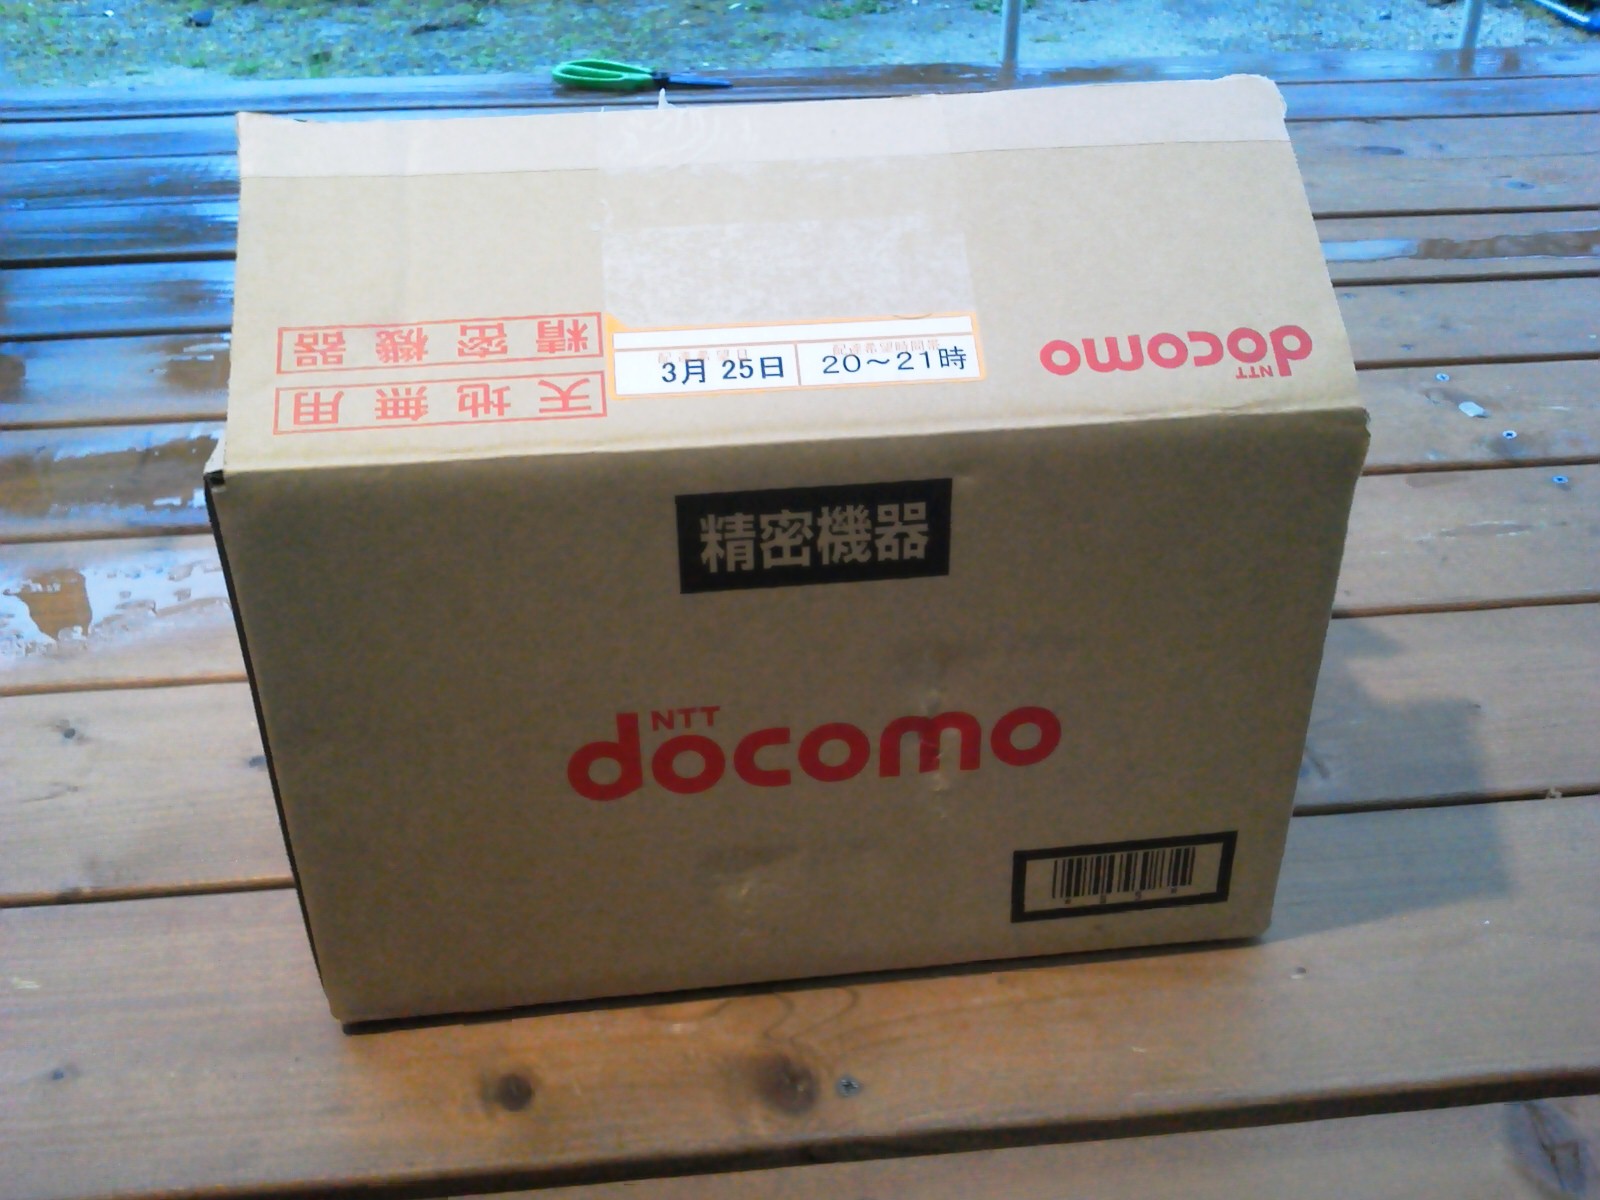 精密機器
天地無用
3月 25日
20～21時
NTT
docomo
精密機器
NTT
docomo